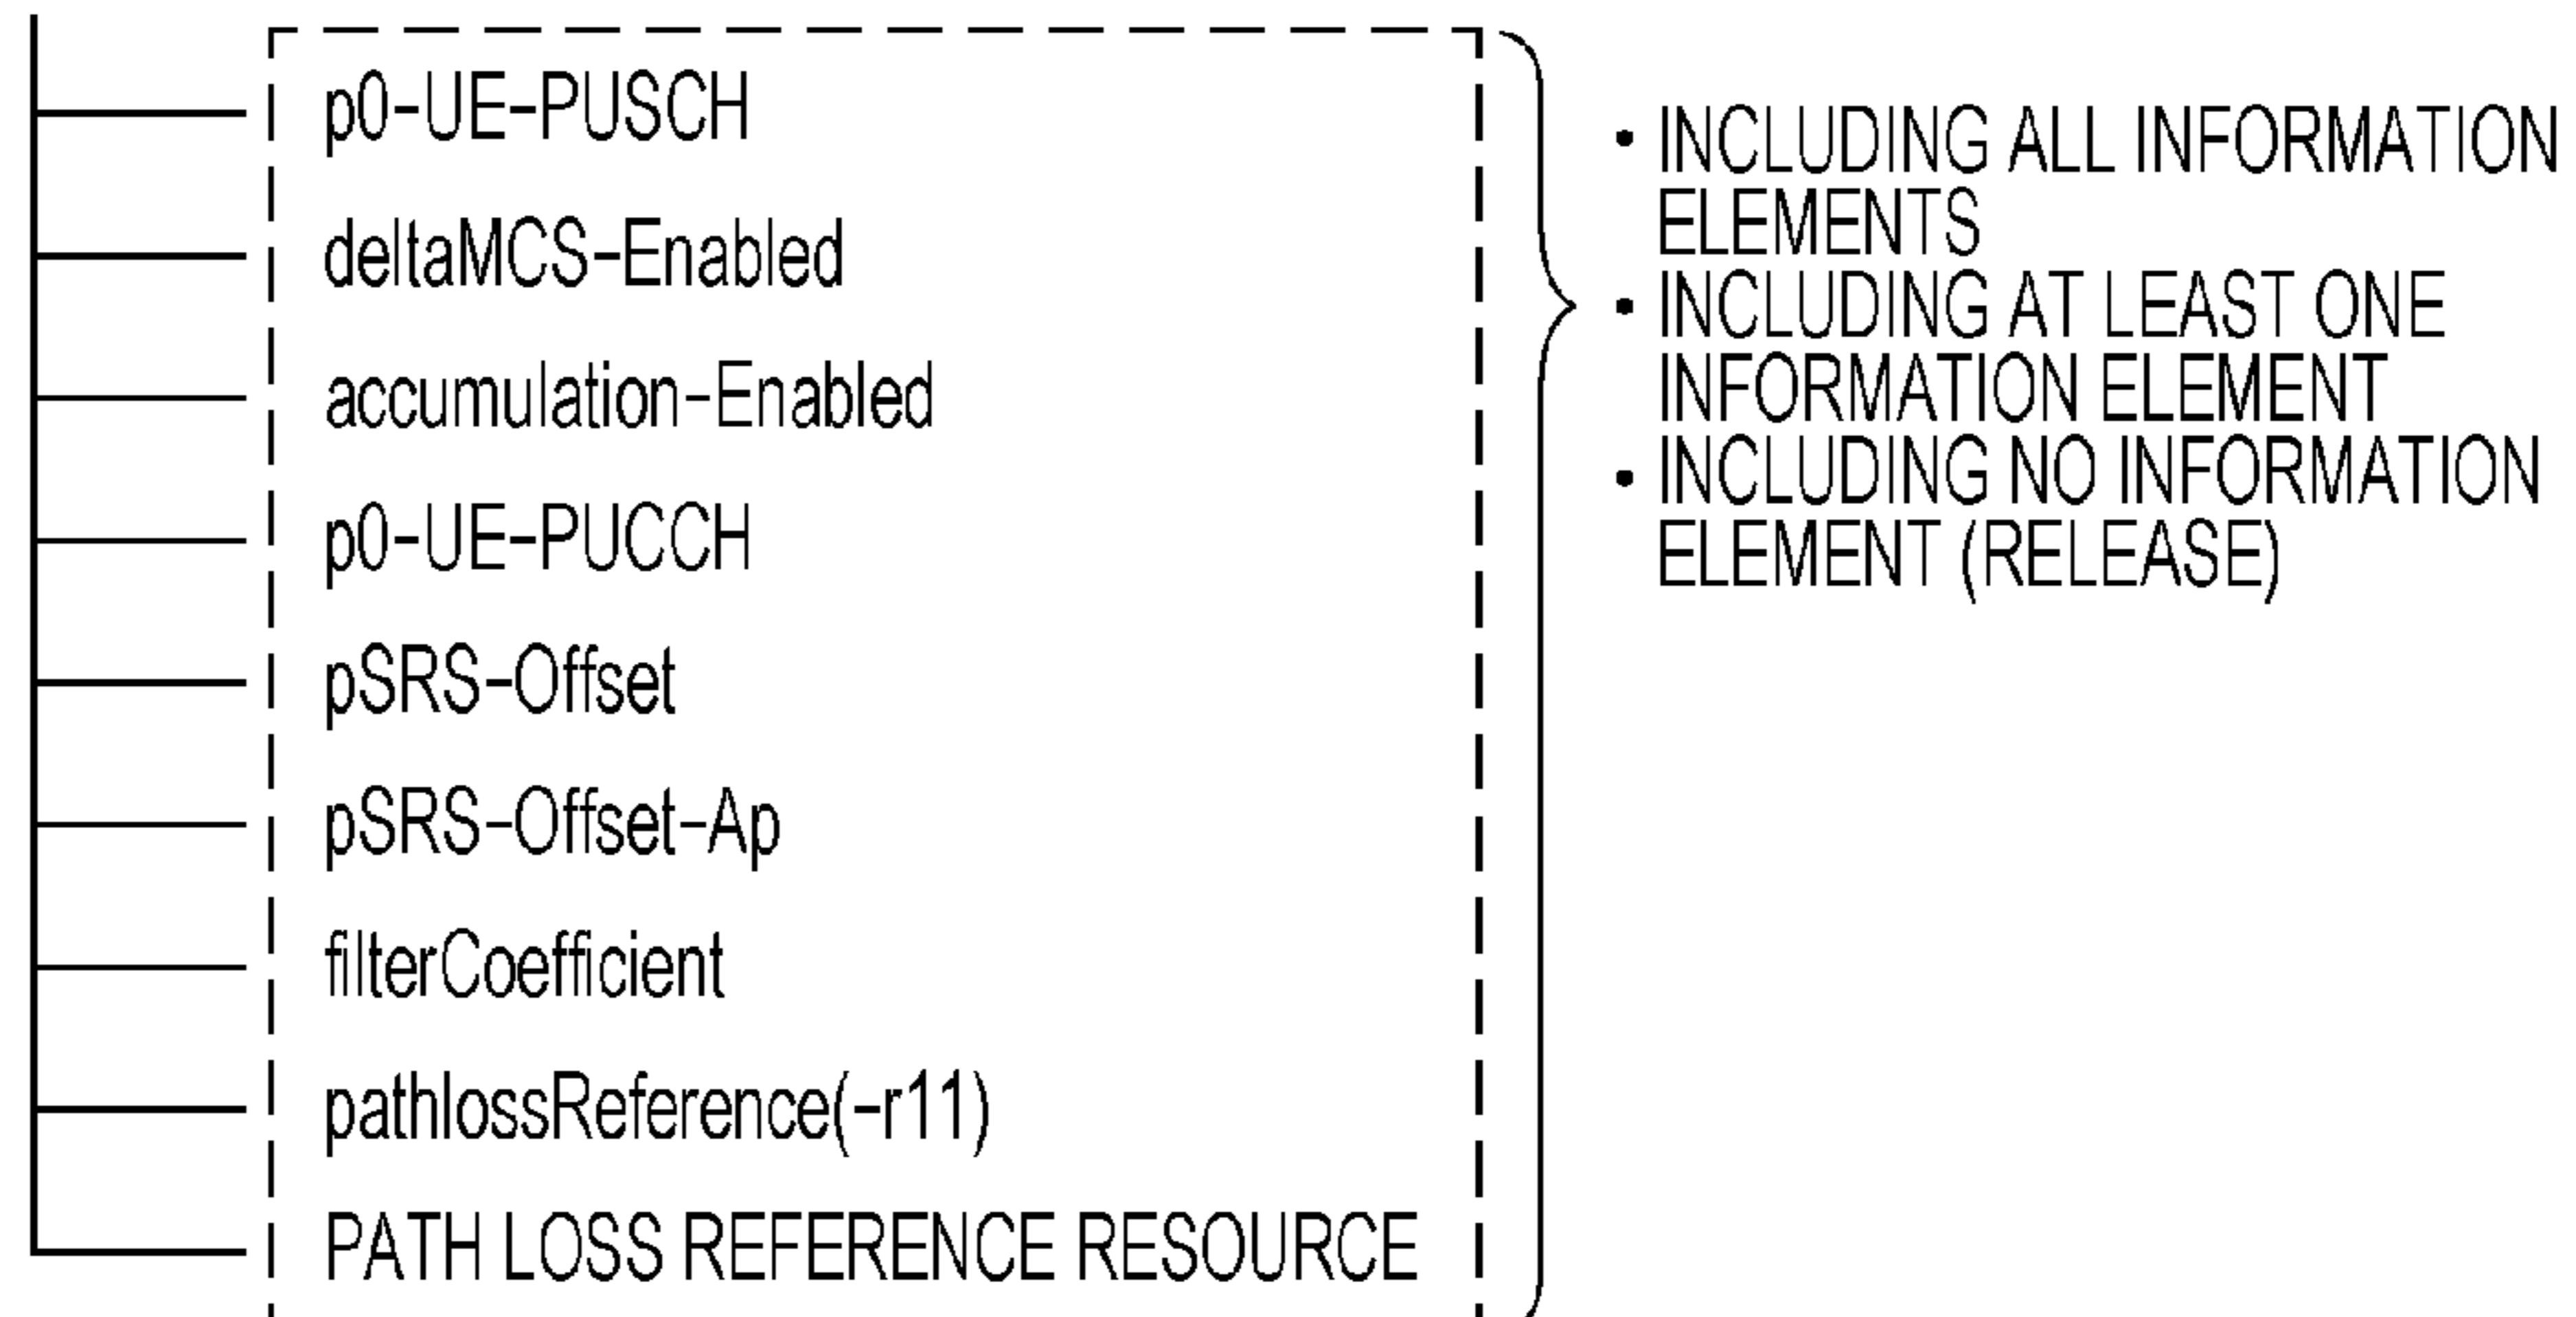 p0-UE-PUSCH
deltaMCS-Enabled
accumulation-Enabled
p0-UE-PUCCH
pSRS-Offset
pSRS-Offset-Ap
filterCoefficient
pathlossReference(-r11)
PATH LOSS REFERENCE RESOURCE
• INCLUDING ALL INFORMATION
ELEMENTS
• INCLUDING AT LEAST ONE
INFORMATION ELEMENT
• INCLUDING NO INFORMATION
ELEMENT (RELEASE)